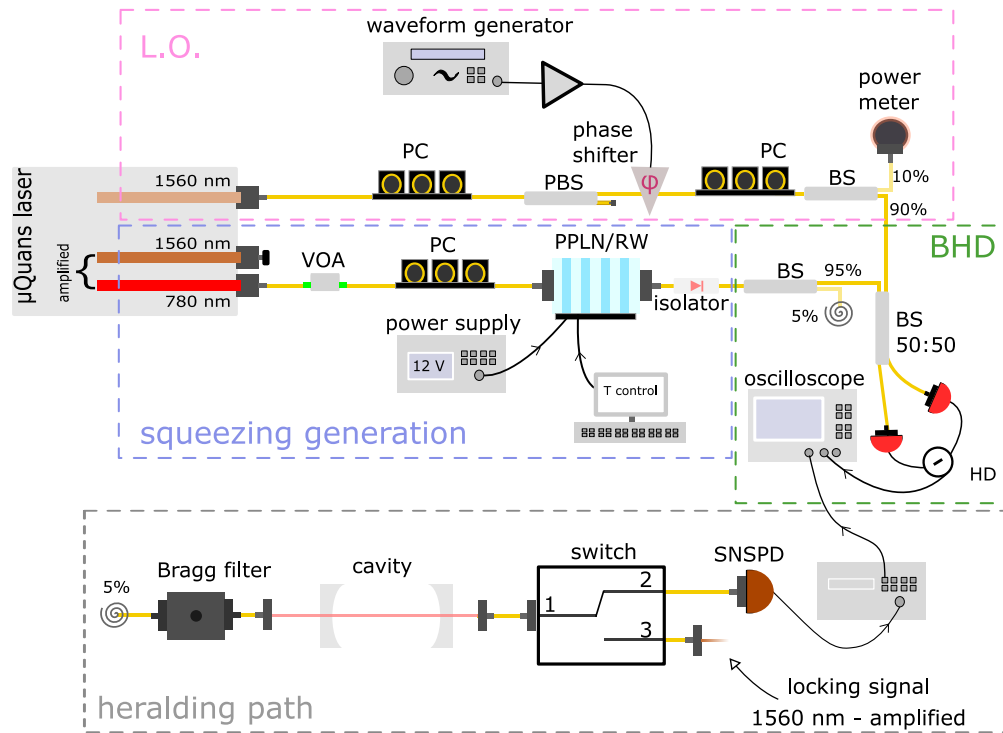 L.O.
waveform generator
power
meter
phase
shifter
PC
PBS
φ
PC
BS
10%
90%
μQuans laser
amplified
1560 nm
1560 nm
780 nm
VOA
PC
PPLN/RW
isolator
power supply
12 V
T control
squeezing generation
BHD
BS
95%
5%
BS
50:50
oscilloscope
HD
5%
Bragg filter
cavity
switch
1
2
3
SNSPD
locking signal
1560 nm - amplified
heralding path